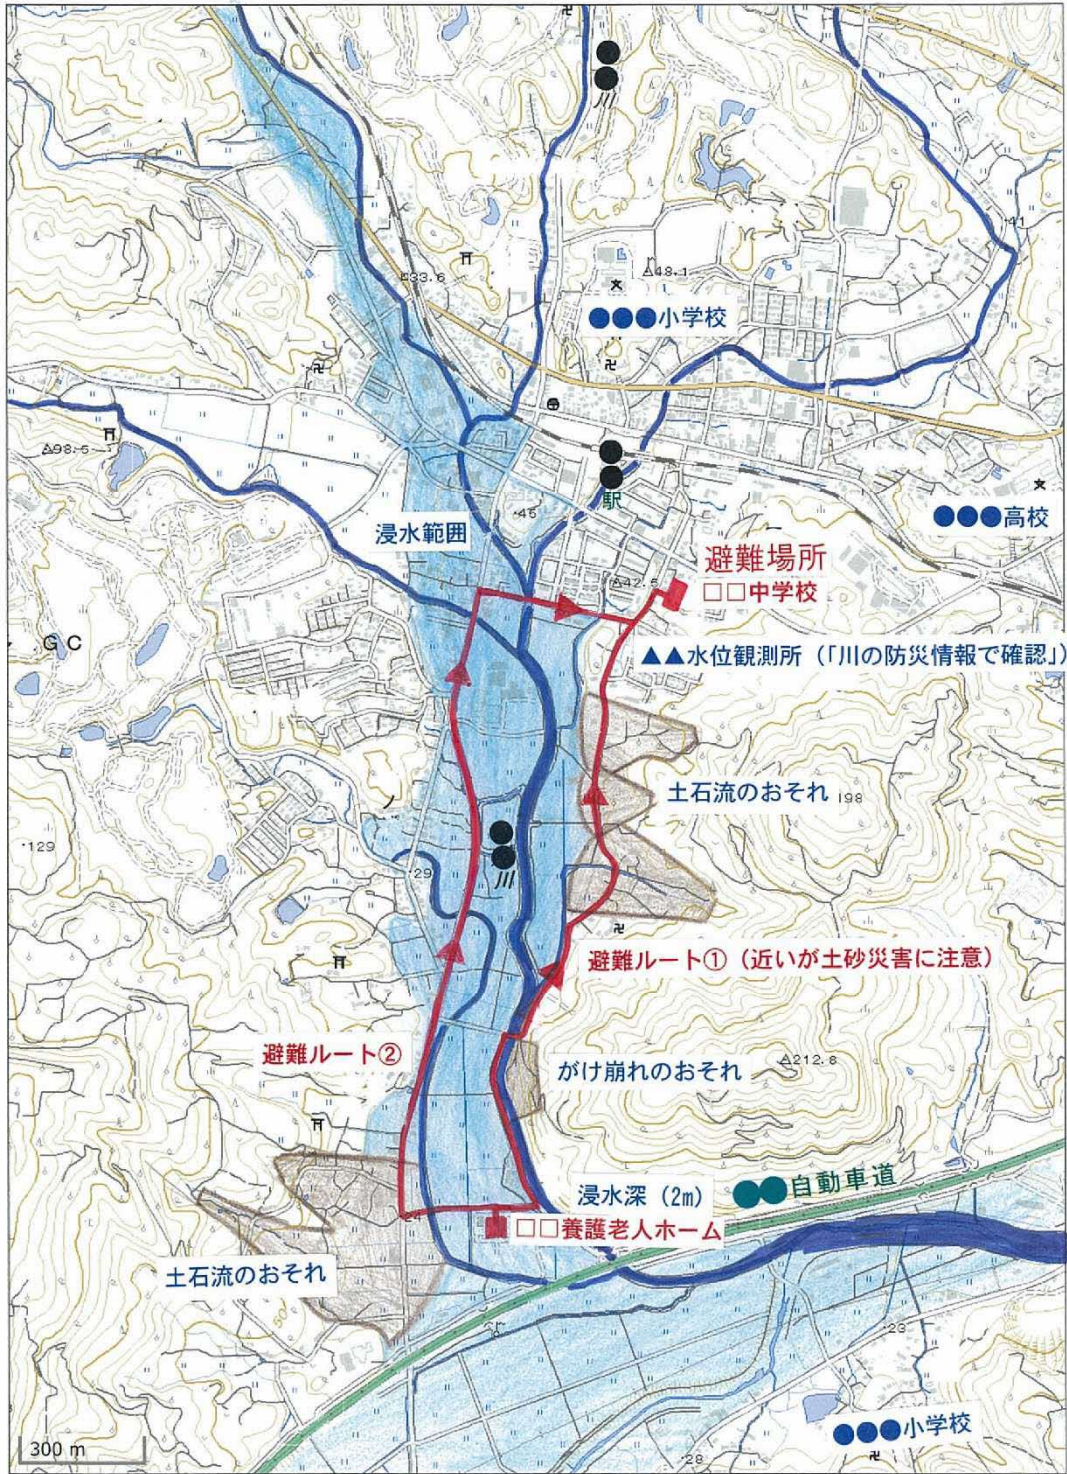 ●●川
50
41
33.6
48.1
●●●小学校
98.5
●●駅
●●●高校
浸水範囲
45
避難場所
□□中学校
42.6
GC
▲▲水位観測所（「川の防災情報で確認」）
土石流のおそれ
198
129
●●川
29
避難ルート①（近いが土砂災害に注意）
避難ルート②
がけ崩れのおそれ
212.8
浸水深（2m）
●●自動車道
24
□□養護老人ホーム
土石流のおそれ
50
23
●●●小学校
300 m
28